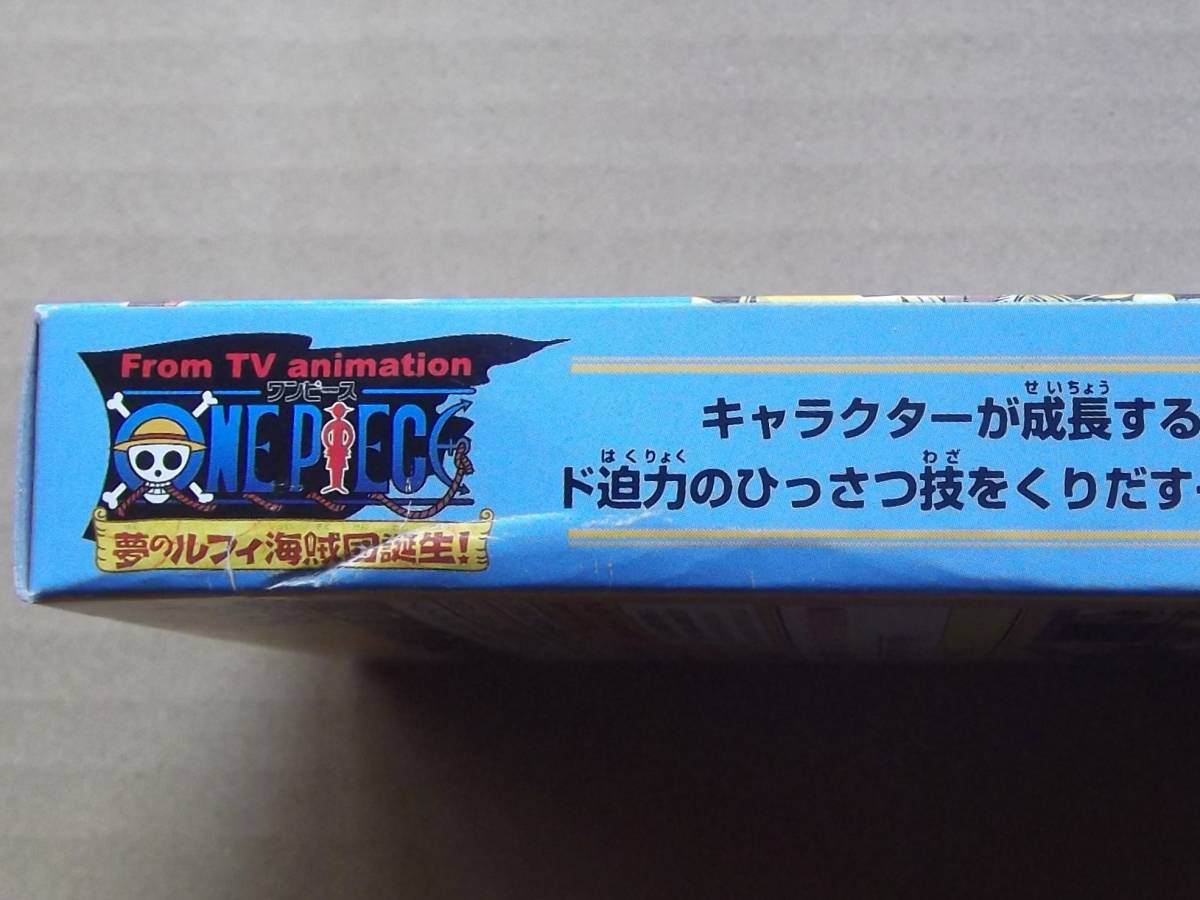 From TV animation
ワンピース
ONE PIECE
夢のルフィ海賊団誕生!
せいちょう
キャラクターが成長する
はくりょく わざ
ド迫力のひっさつ技をくりだす